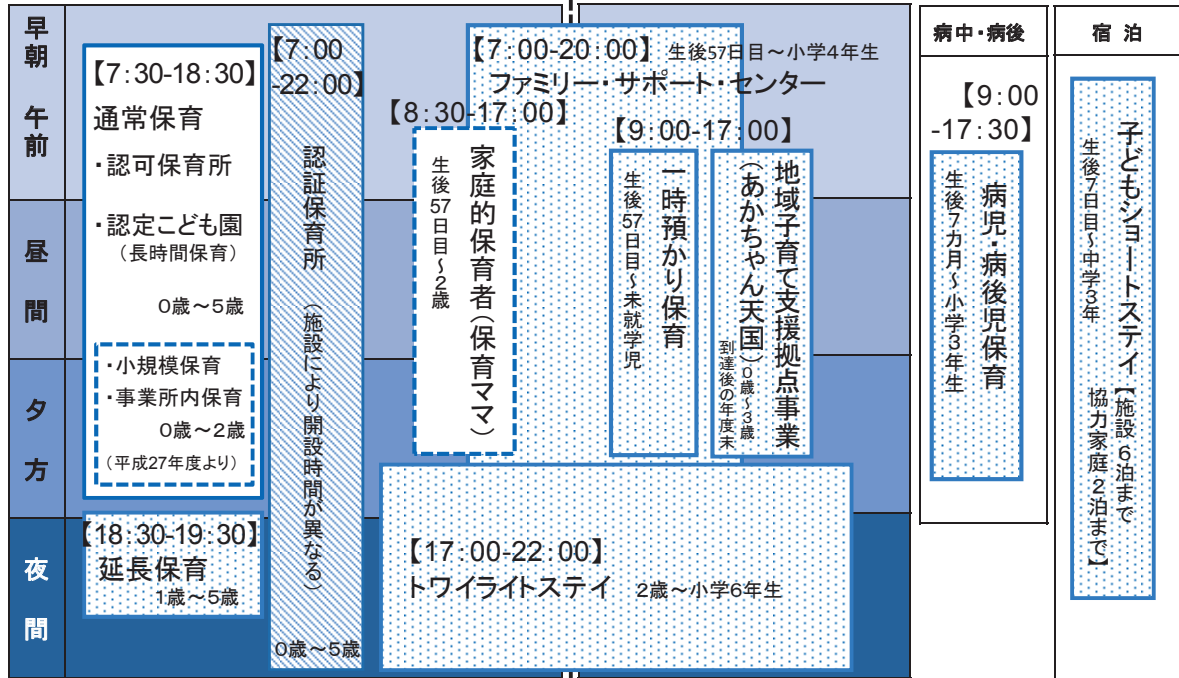 早朝
午前
昼間
夕方
夜間
【7:30-18:30】
通常保育
・認可保育所
・認定こども園
（長時間保育）
0歳～5歳
・小規模保育
・事業所内保育
0歳～2歳
（平成27年度より）
【18:30-19:30】
延長保育
1歳～5歳
【7:00
-22:00】
認証保育所　（施設により開設時間が異なる）
0歳～5歳
【7:00-20:00】 生後57日目～小学4年生
ファミリー・サポート・センター
【8:30-17:00】
家庭的保育者（保育ママ）
生後57日目～2歳
【9:00-17:00】
一時預かり保育
生後57日目～未就学児
地域子育て支援拠点事業
（あかちゃん天国）0歳～3歳
到達後の年度末
【17:00-22:00】
トワイライトステイ　2歳～小学6年生
病中・病後
【9:00
-17:30】
病児・病後児保育
生後7カ月～小学3年生
宿 泊
子どもショートステイ【施設 6泊まで
協力家庭 2泊まで】
生後7日目～中学3年